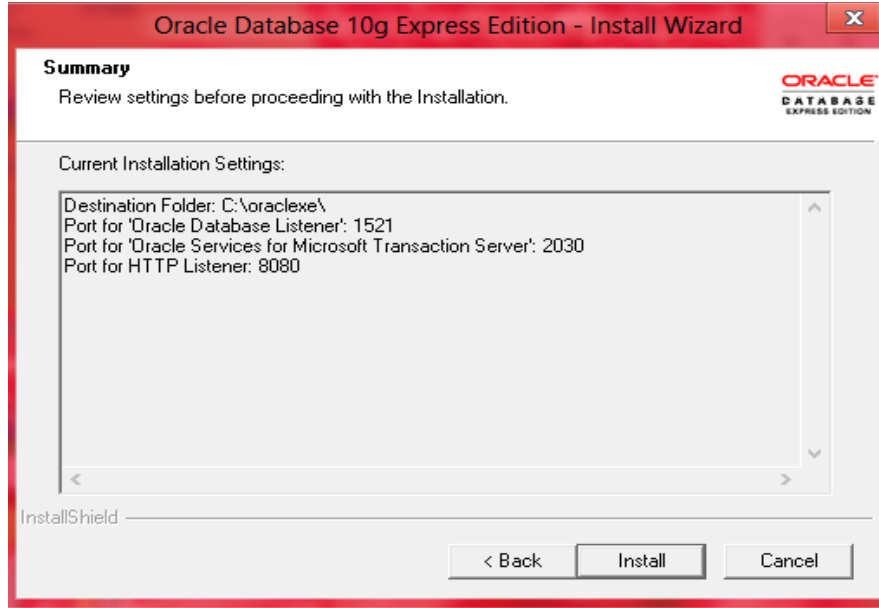 Oracle Database 10g Express Edition - Install Wizard
X
Summary
Review settings before proceeding with the Installation.
ORACLE
DATABASE
EXPRESS EDITION
Current Installation Settings:
Destination Folder: C:\oraclexe\
Port for 'Oracle Database Listener': 1521
Port for 'Oracle Services for Microsoft Transaction Server': 2030
Port for HTTP Listener: 8080
InstallShield
< Back
Install
Cancel